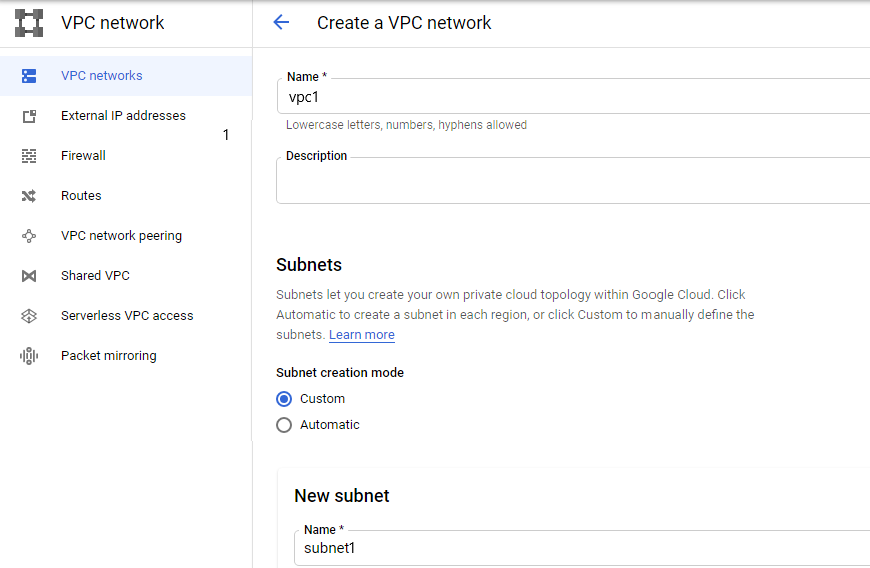 VPC network
VPC networks
External IP addresses
1
Firewall
Routes
VPC network peering
Shared VPC
Serverless VPC access
Packet mirroring
Create a VPC network
Name *
vpc1
Lowercase letters, numbers, hyphens allowed
Description
Subnets
Subnets let you create your own private cloud topology within Google Cloud. Click
Automatic to create a subnet in each region, or click Custom to manually define the
subnets. Learn more
Subnet creation mode
Custom
Automatic
New subnet
Name *
subnet1